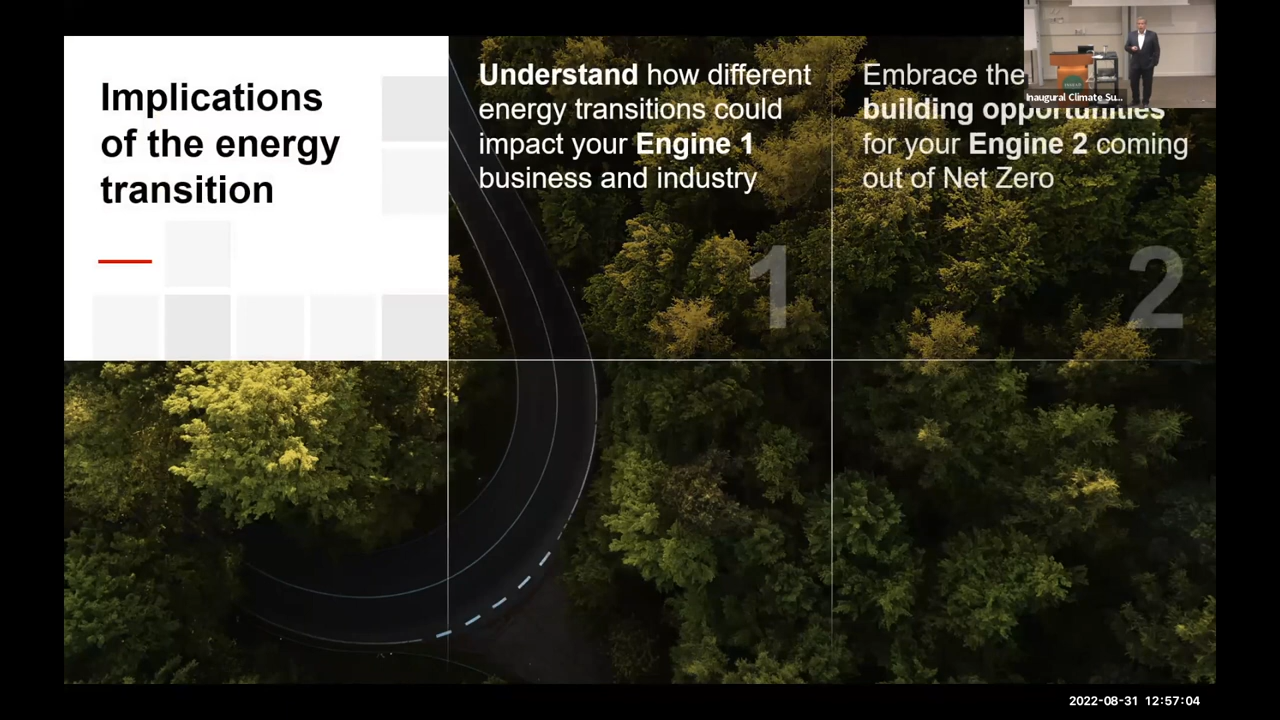 Implications
of the energy
transition
Understand how different
energy transitions could
impact your Engine 1
business and industry
1
Embrace the
building opportunities
for your Engine 2 coming
out of Net Zero
2
Inaugural Climate Su...
2022-08-31 12:57:04